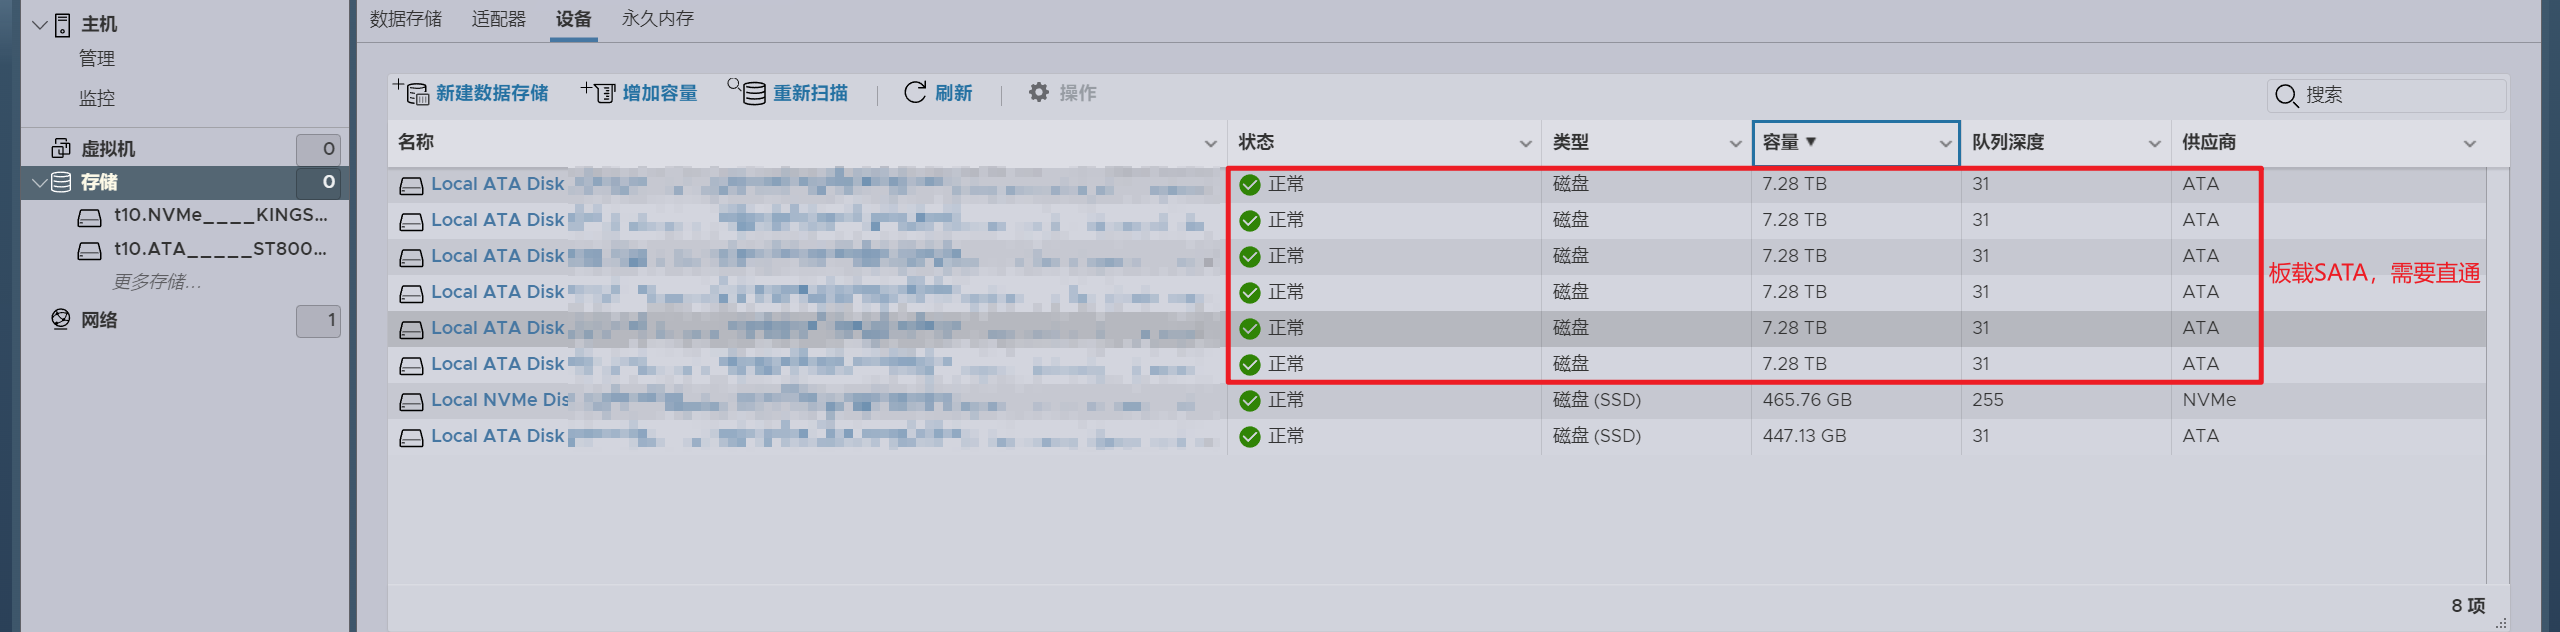 主机
管理
监控
虚拟机 0
存储 0
t10.NVMe____KINGS...
t10.ATA_____ST800...
更多存储...
网络 1
数据存储 适配器 设备 永久内存
新建数据存储 增加容量 重新扫描 刷新 操作 搜索
名称 状态 类型 容量 ▼ 队列深度 供应商
Local ATA Disk 正常 磁盘 7.28 TB 31 ATA
Local ATA Disk 正常 磁盘 7.28 TB 31 ATA
Local ATA Disk 正常 磁盘 7.28 TB 31 ATA
板载SATA，需要直通
Local ATA Disk 正常 磁盘 7.28 TB 31 ATA
Local ATA Disk 正常 磁盘 7.28 TB 31 ATA
Local ATA Disk 正常 磁盘 7.28 TB 31 ATA
Local NVMe Dis 正常 磁盘 (SSD) 465.76 GB 255 NVMe
Local ATA Disk 正常 磁盘 (SSD) 447.13 GB 31 ATA
8 项